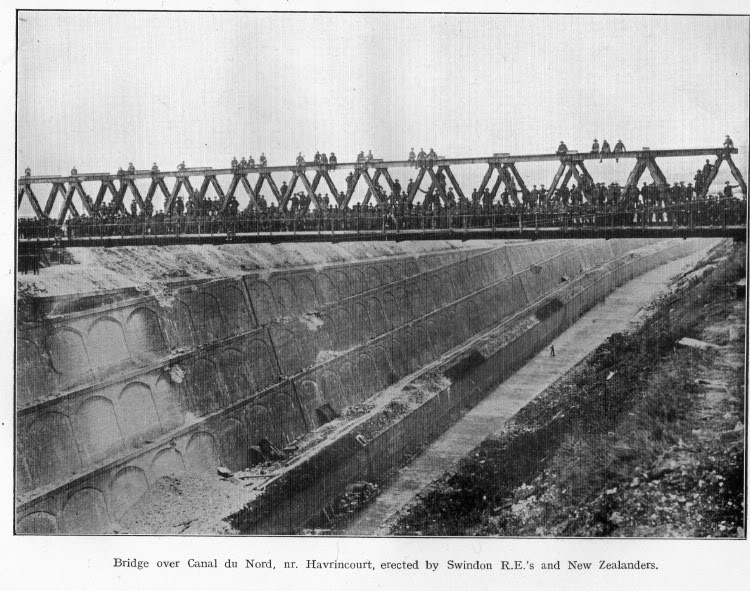 Bridge over Canal du Nord, nr. Havrincourt, erected by Swindon R.E.'s and New Zealanders.